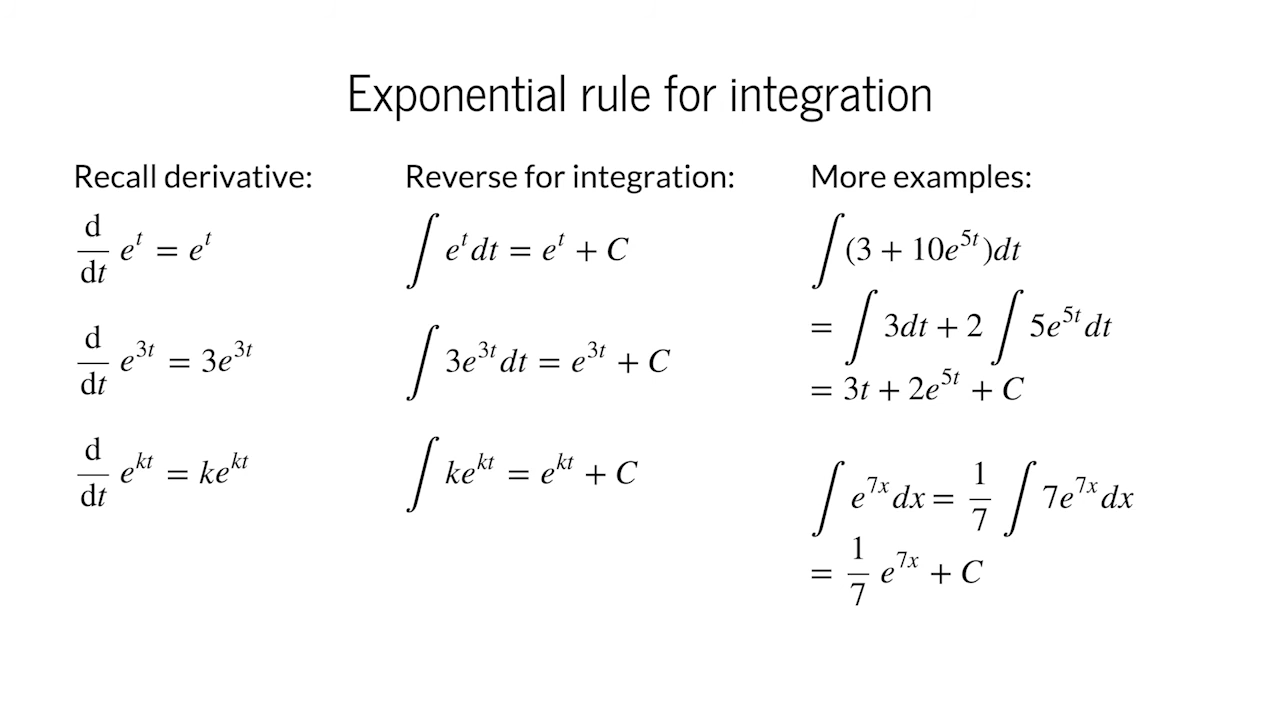 Exponential rule for integration
Recall derivative:
d/dt e^t = e^t
d/dt e^{3t} = 3e^{3t}
d/dt e^{kt} = ke^{kt}
Reverse for integration:
∫ e^t dt = e^t + C
∫ 3e^{3t} dt = e^{3t} + C
∫ ke^{kt} = e^{kt} + C
More examples:
∫ (3 + 10e^{5t})dt
= ∫ 3dt + 2 ∫ 5e^{5t} dt
= 3t + 2e^{5t} + C
∫ e^{7x} dx = 1/7 ∫ 7e^{7x} dx
= 1/7 e^{7x} + C